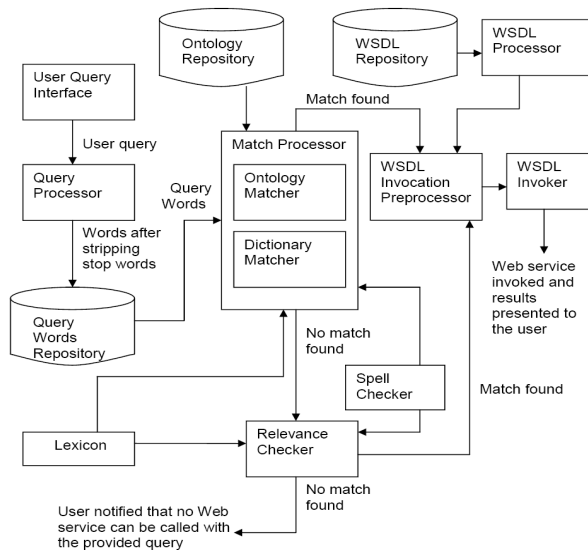 Ontology
Repository
WSDL
Repository
WSDL
Processor
User Query
Interface
Match found
User query
Match Processor
Query
Processor
Query
Words
Ontology
Matcher
WSDL
Invocation
Preprocessor
WSDL
Invoker
Words after
stripping
stop words
Dictionary
Matcher
Web service
invoked and
results
presented to
the user
Query
Words
Repository
No match
found
Spell
Checker
Match found
Lexicon
Relevance
Checker
No match
found
User notified that no Web
service can be called with
the provided query